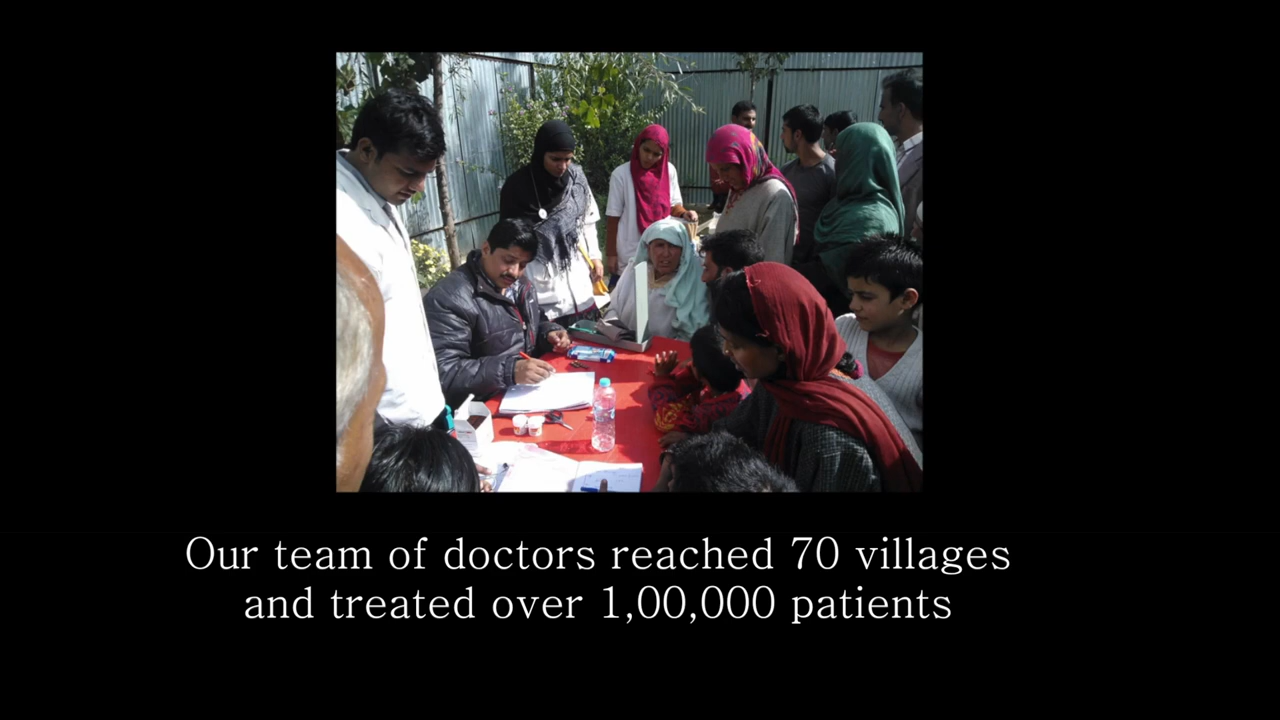 Our team of doctors reached 70 villages
and treated over 1,00,000 patients